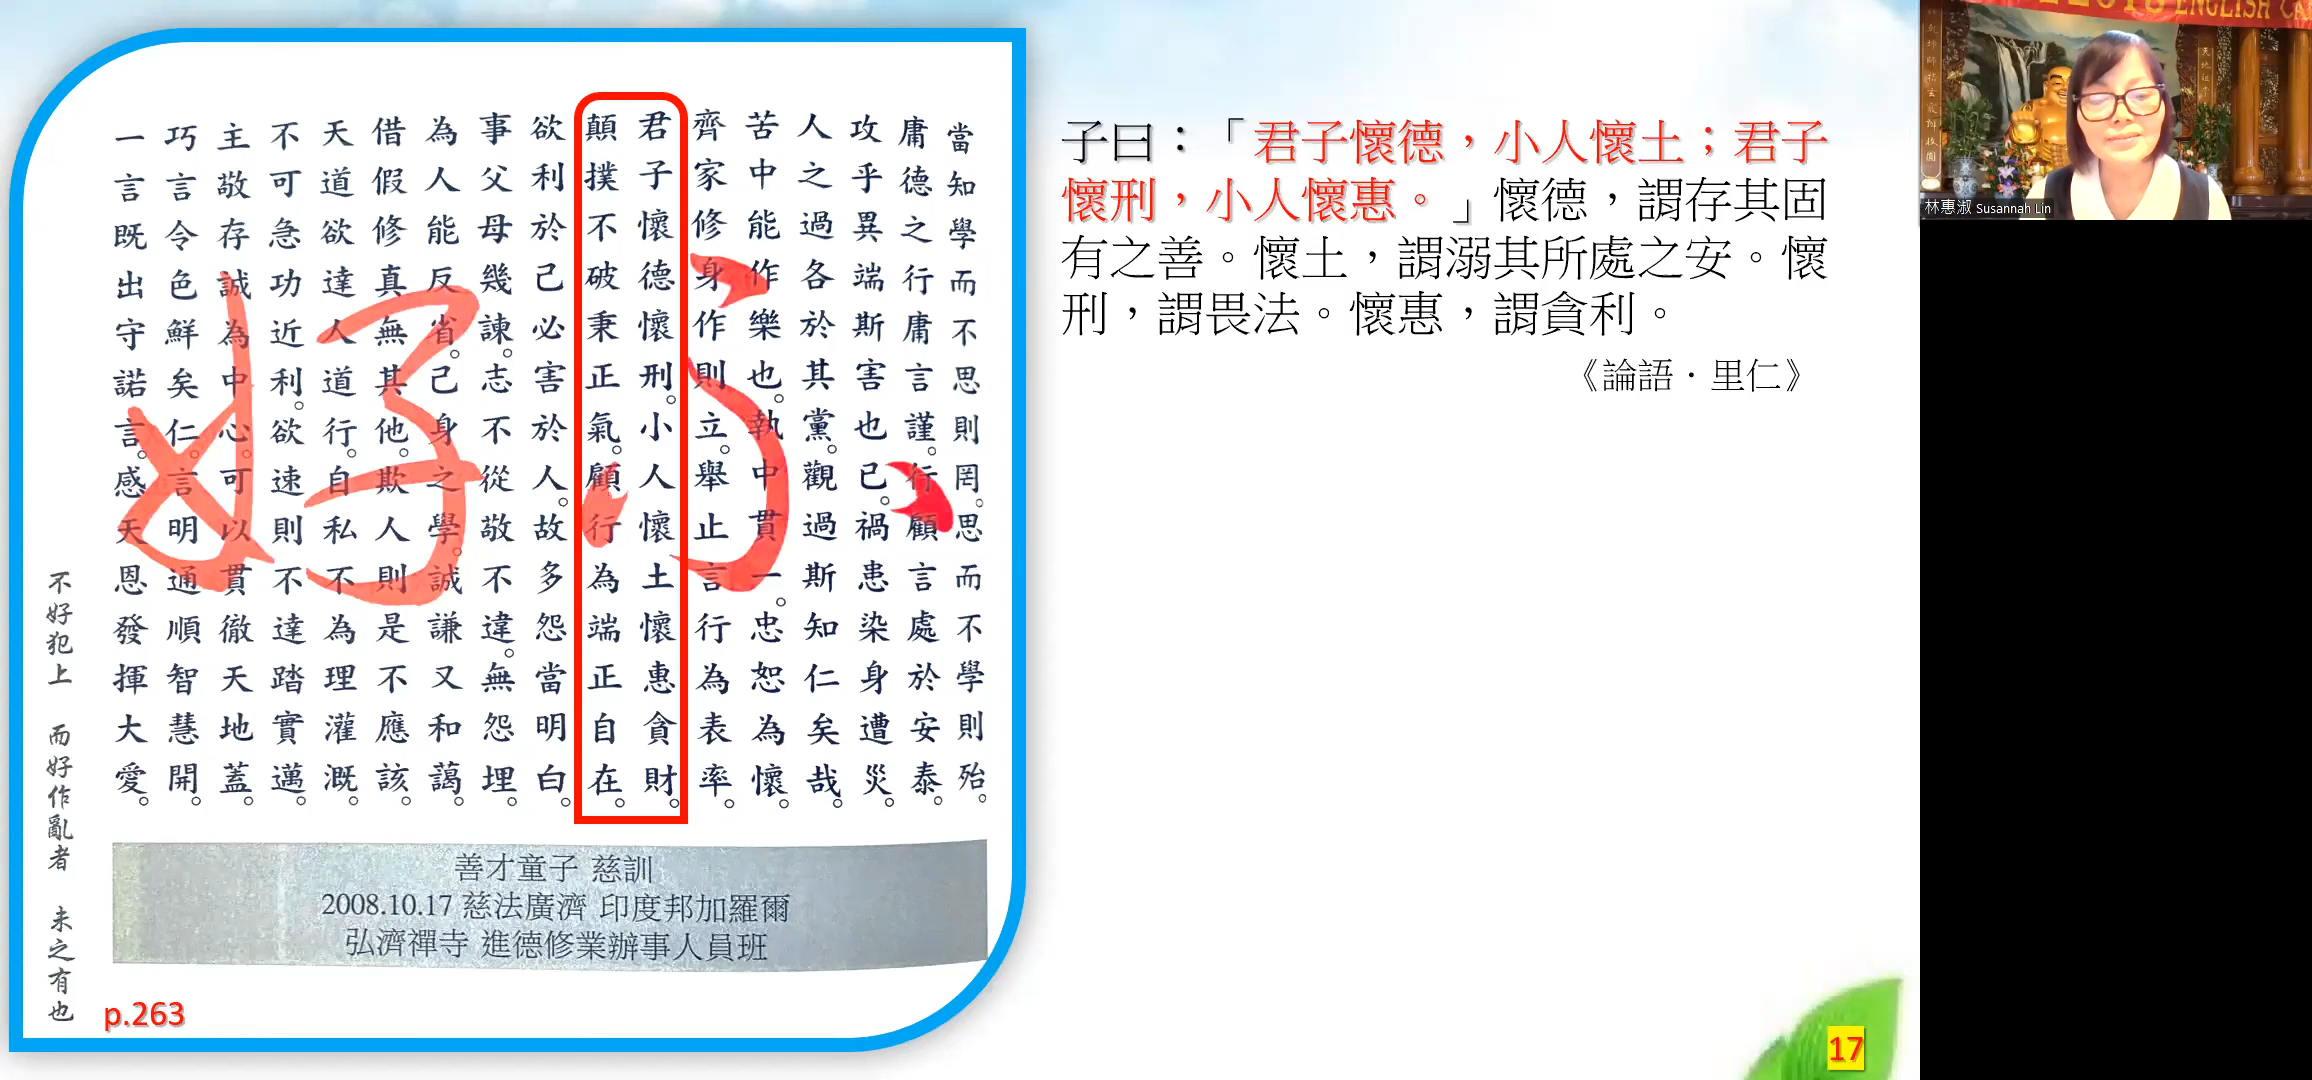 當知學而不思則罔。思而不學則殆。
庸德之行庸言謹。行顧言處於安泰。
攻乎異端斯害也已。禍患染身遭災。
人之過各於其黨。觀過斯知仁矣哉。
苦中能作樂也。執中貫一。忠恕為懷。
齊家修身作則立。舉止言行為表率。
君子懷德懷刑。小人懷土懷惠貪財。
顛撲不破秉正氣。顧行為端正自在。
欲利於己必害於人。故多怨當明白。
事父母幾諫。志不從敬不違。無怨埋。
為人能反省。己身之學。誠謙又和藹。
借假修真無其他。欺人則是不應該。
天道欲達人道行。自私不為理灌溉。
不可急功近利。欲速則不達踏實邁。
主敬存誠為中心。可以貫徹天地蓋。
巧言令色鮮矣仁。言明通順智慧開。
一言既出守諾言。感天恩發揮大愛。
心好
不好犯上 而好作亂者 未之有也
善才童子 慈訓
2008.10.17 慈法廣濟 印度邦加羅爾
弘濟禪寺 進德修業辦事人員班
p.263
子曰：「君子懷德，小人懷土；君子
懷刑，小人懷惠。」懷德，謂存其固
有之善。懷土，謂溺其所處之安。懷
刑，謂畏法。懷惠，謂貪利。
《論語．里仁》
17
ENGLISH
林惠淑 Susannah Lin